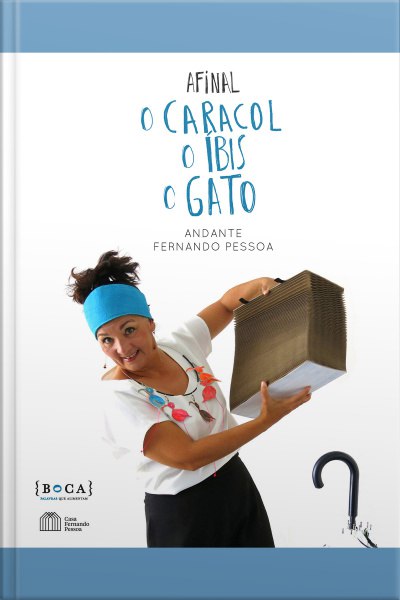 AFiNAL
O CARACOL
O ÍBIS
O GATO
ANDANTE
FERNANDO PESSOA
{BOCA}
PALAVRAS QUE ALIMENTAM
Casa
Fernando
Pessoa